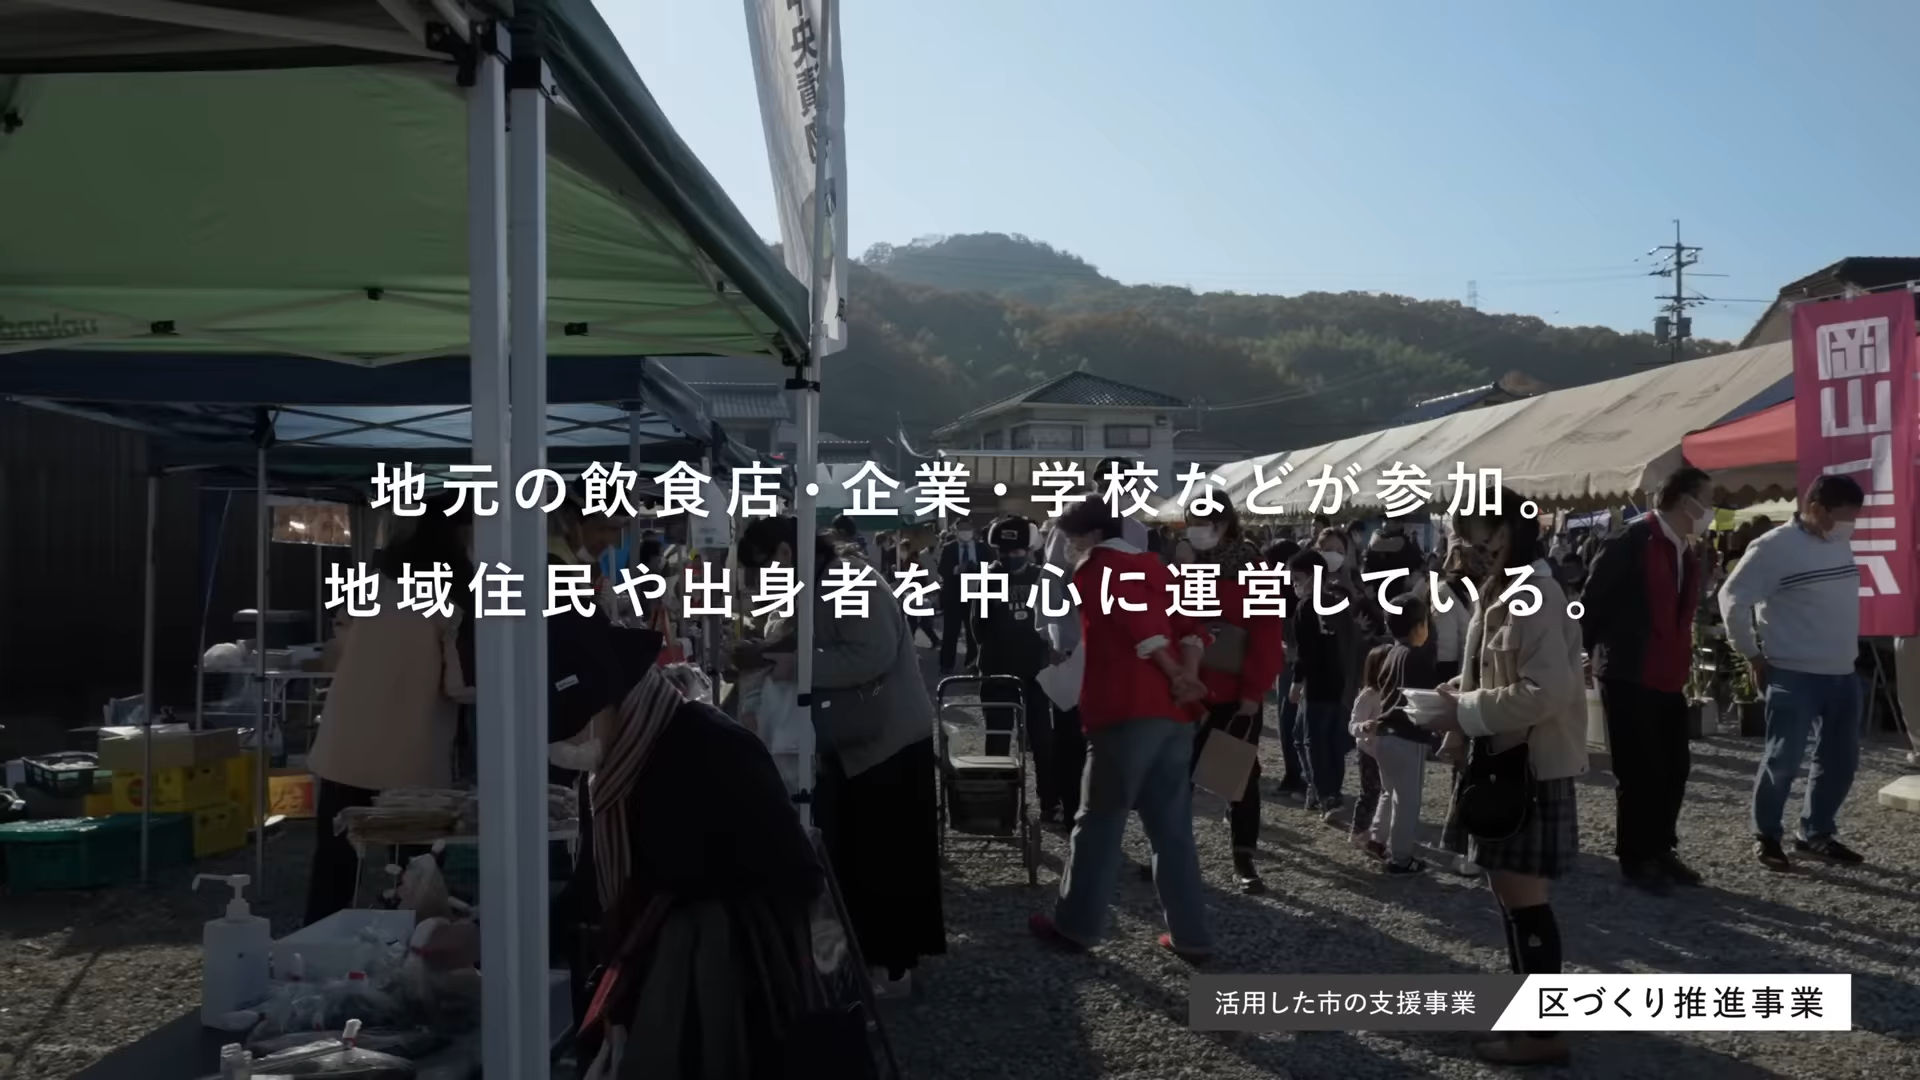 地元の飲食店・企業・学校などが参加。
地域住民や出身者を中心に運営している。
活用した市の支援事業
区づくり推進事業